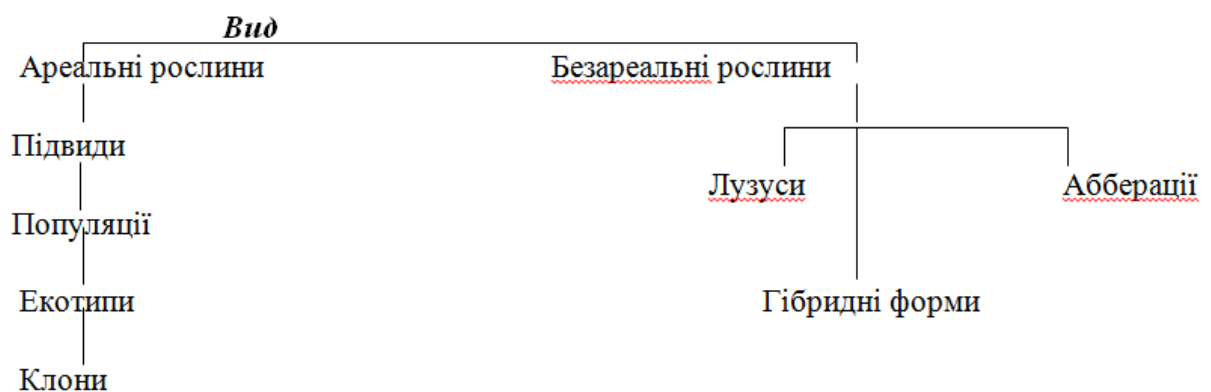 Вид
Ареальні рослини Безареальні рослини
Підвиди
Лузуси Абберації
Популяції
Екотипи Гібридні форми
Клони